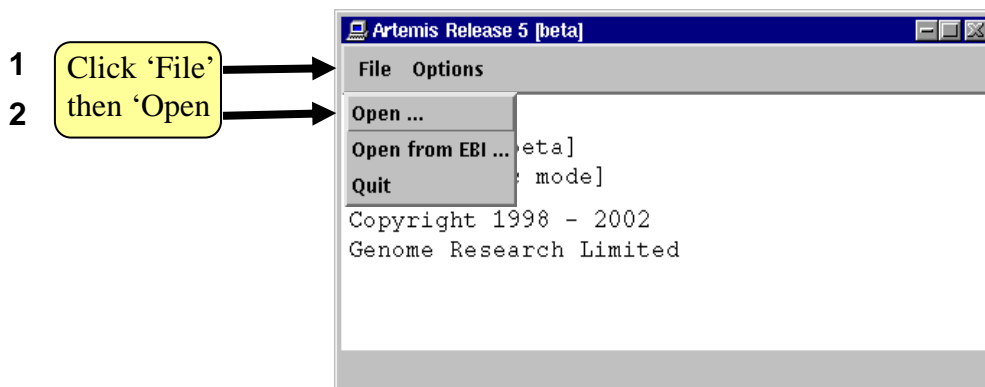 Artemis Release 5 [beta]
1 Click ‘File’
2 then ‘Open
File Options
Open ...
Open from EBI ...
Quit
eta]
mode]
Copyright 1998 - 2002
Genome Research Limited